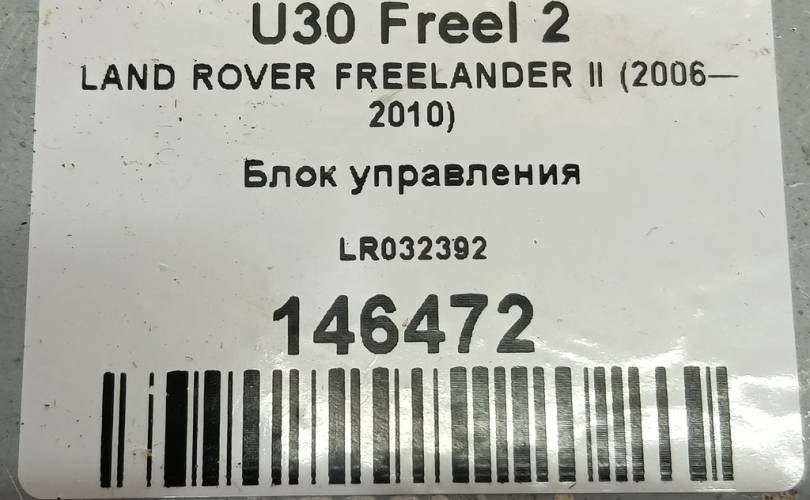 U30 Freel 2
LAND ROVER FREELANDER II (2006—
2010)
Блок управления
LR032392
146472